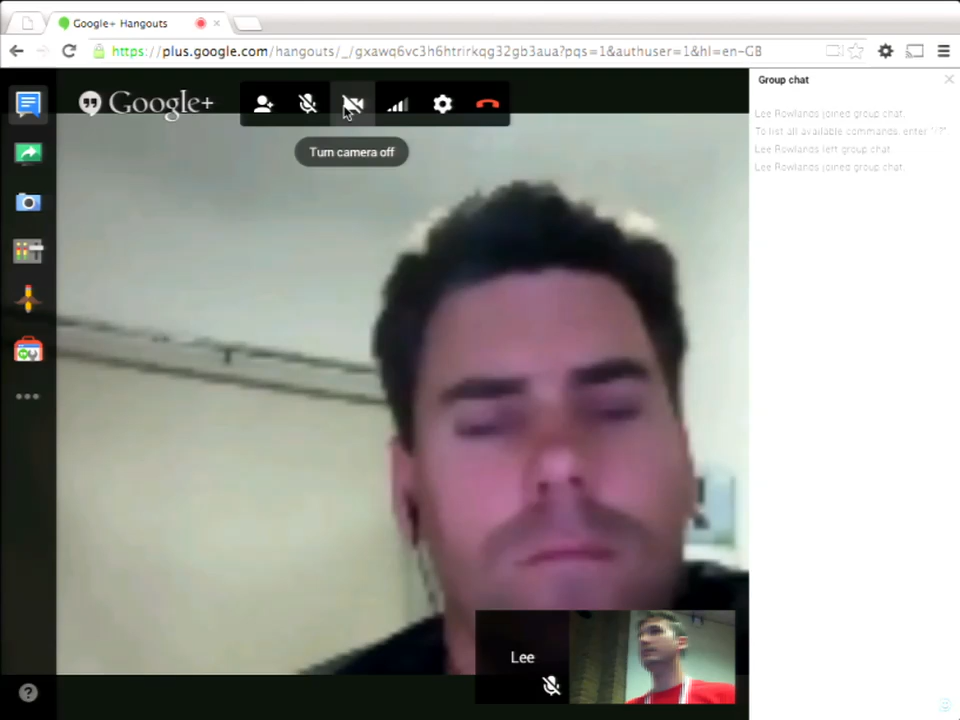 Google+ Hangouts
https://plus.google.com/hangouts/_/gxawq6vc3h6htrirkqg32gb3aua?pqs=1&authuser=1&hl=en-GB
Google+
Turn camera off
Group chat
Lee Rowlands joined group chat.
To list all available commands, enter "/?".
Lee Rowlands left group chat.
Lee Rowlands joined group chat.
Lee
?